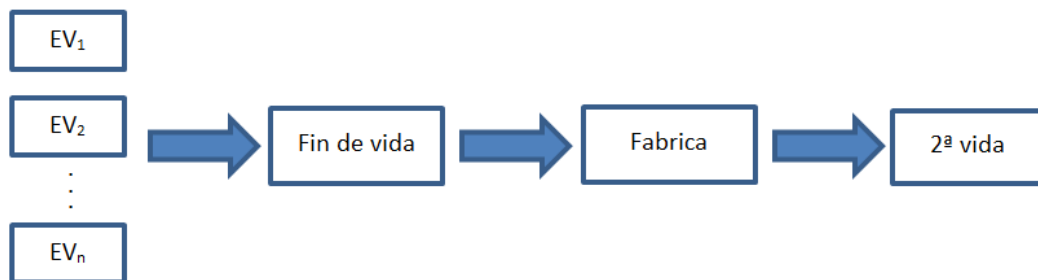 EV₁
EV₂
Fin de vida
Fabrica
2ª vida
⋮
EVₙ